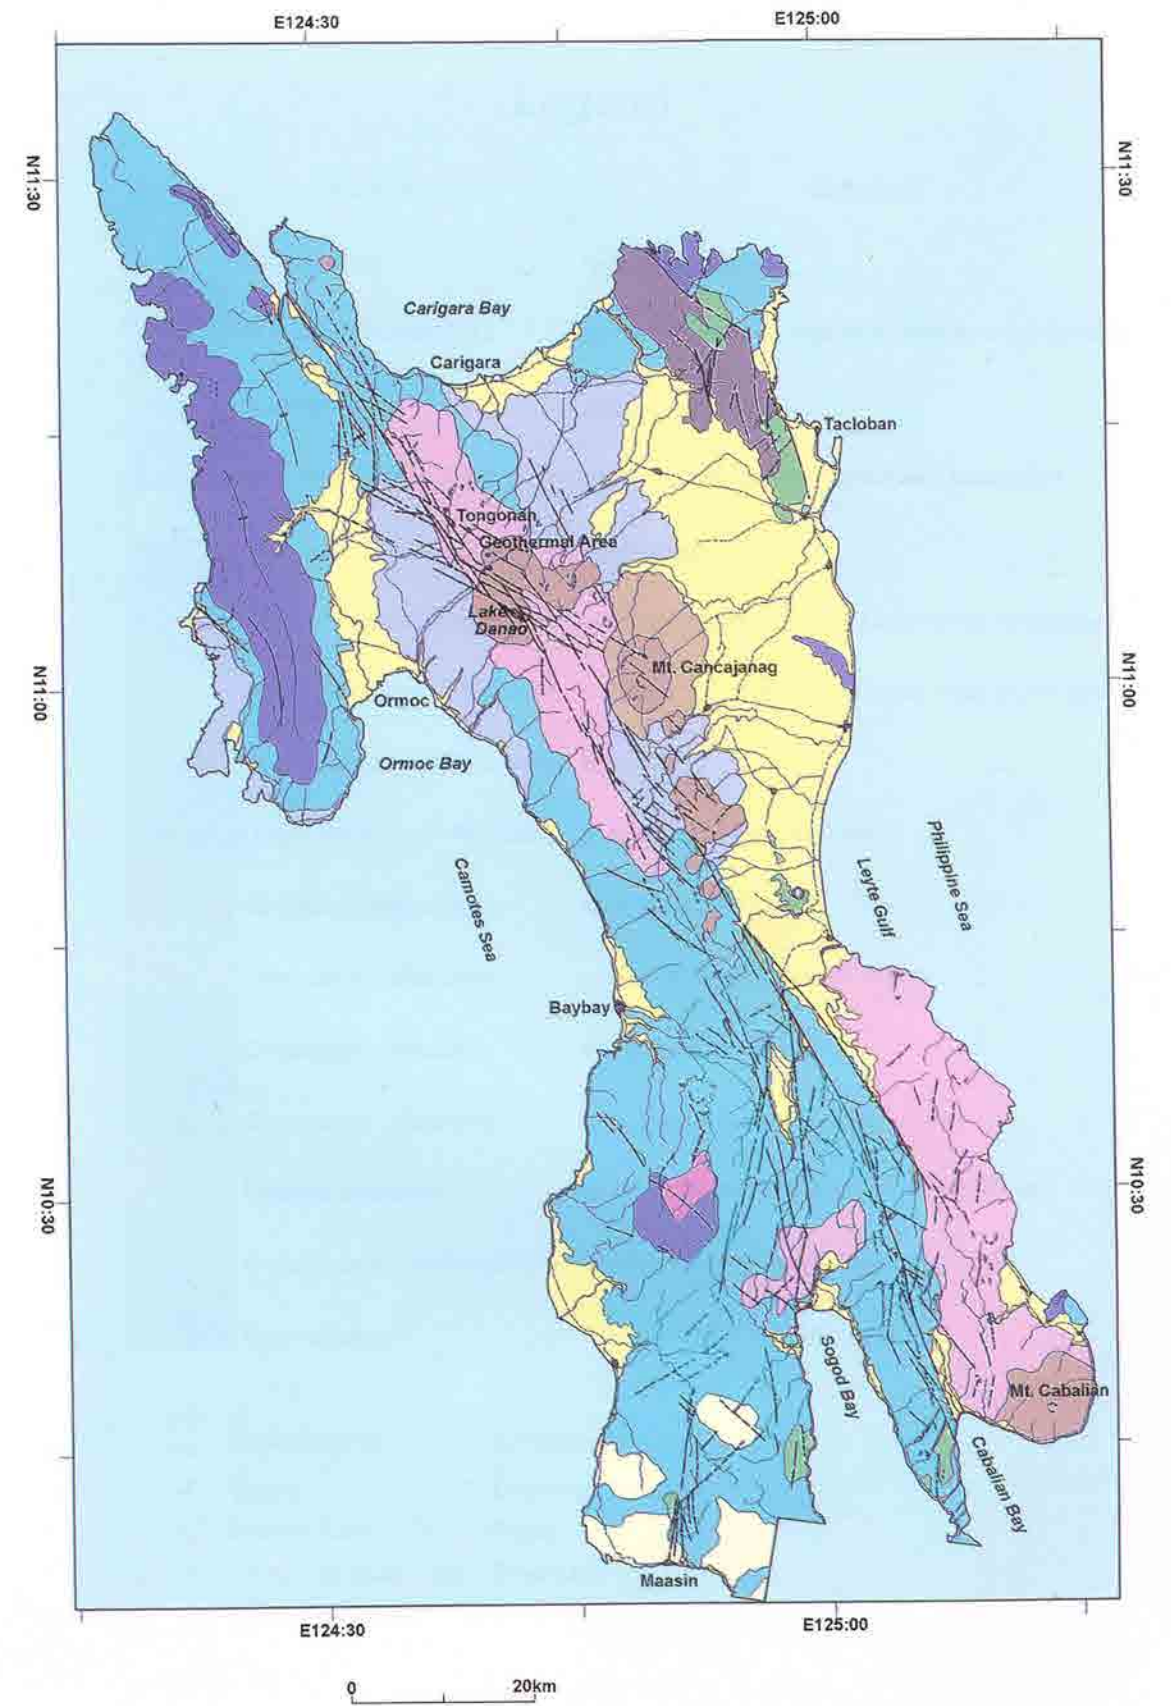 E124:30
E125:00
N11:30
N11:30
Carigara Bay
Carigara
Tacloban
Tongonan
Geothermal Area
Lake
Danao
Mt. Cancajanag
N11:00
N11:00
Ormoc
Ormoc Bay
Camotes Sea
Leyte Gulf
Philippine Sea
Baybay
N10:30
N10:30
Sogod Bay
Mt. Cabalian
Cabalian Bay
Maasin
E124:30
E125:00
0
20km